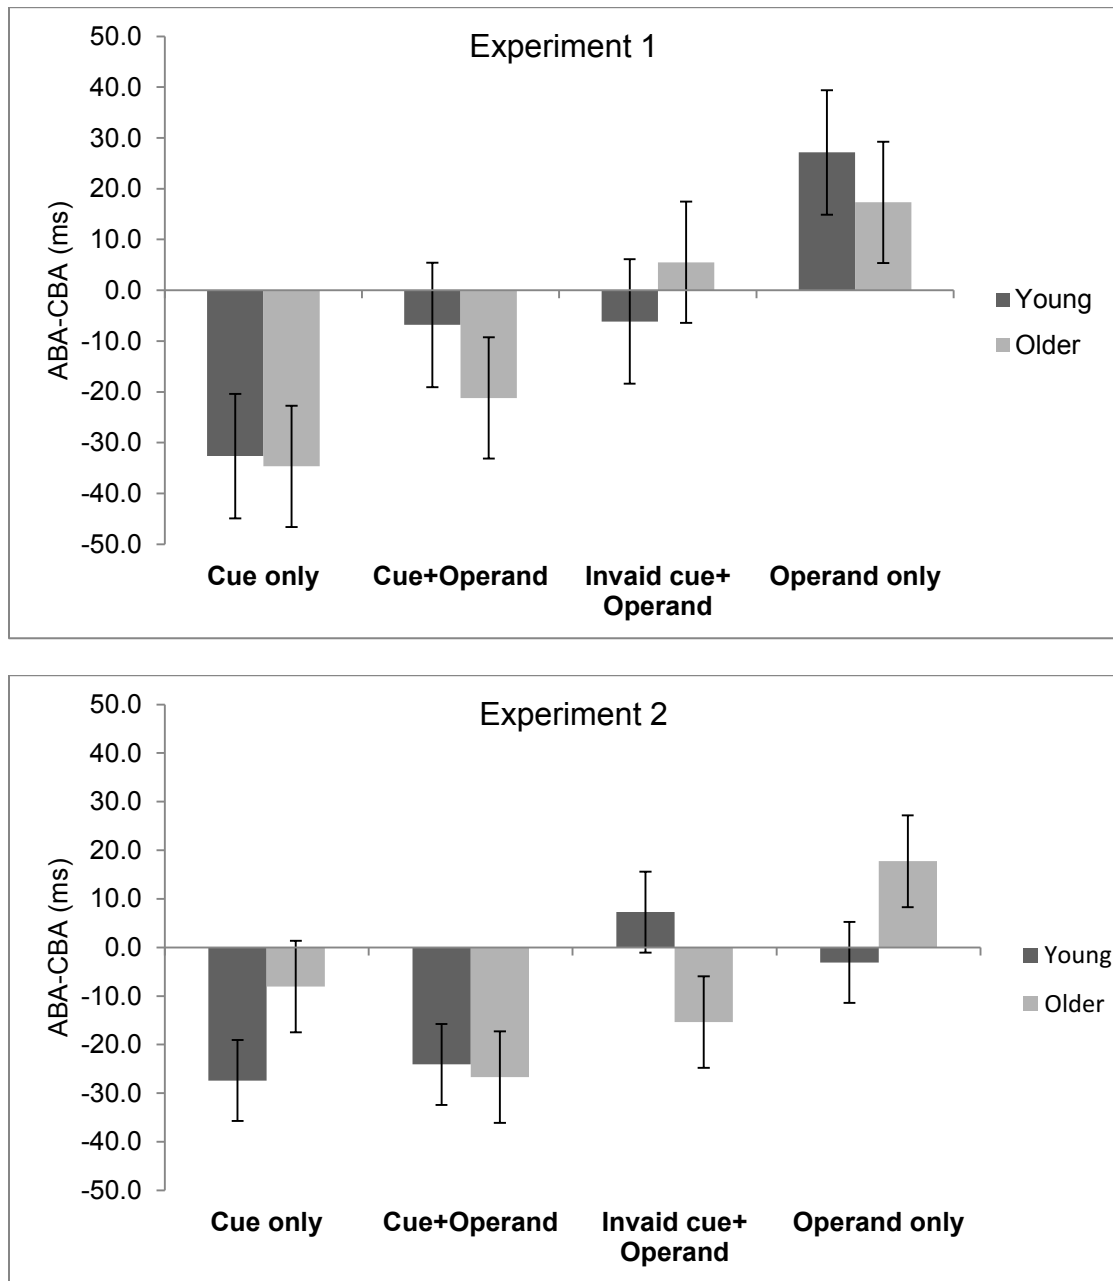 Experiment 1
ABA-CBA (ms)
50.0
40.0
30.0
20.0
10.0
0.0
-10.0
-20.0
-30.0
-40.0
-50.0
Cue only
Cue+Operand
Invaid cue+
Operand
Operand only
Young
Older
Experiment 2
ABA-CBA (ms)
50.0
40.0
30.0
20.0
10.0
0.0
-10.0
-20.0
-30.0
-40.0
-50.0
Cue only
Cue+Operand
Invaid cue+
Operand
Operand only
Young
Older